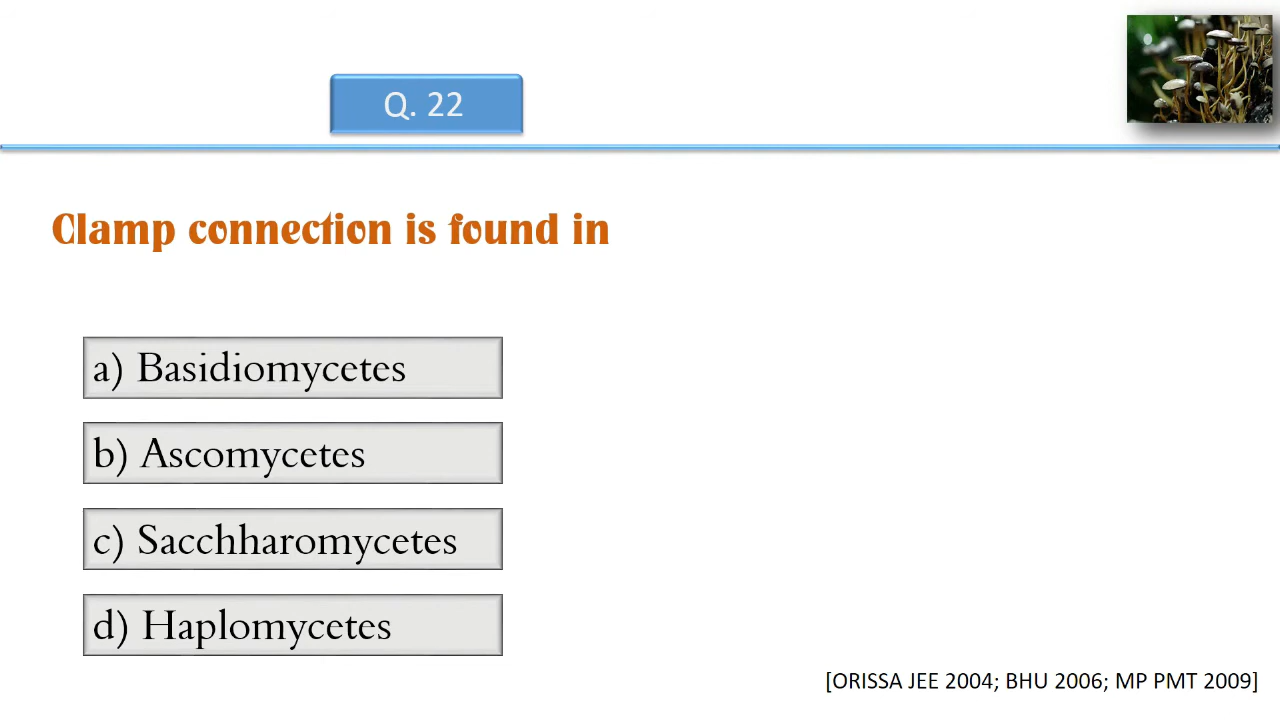 Q. 22
Clamp connection is found in
a) Basidiomycetes
b) Ascomycetes
c) Sacchharomycetes
d) Haplomycetes
[ORISSA JEE 2004; BHU 2006; MP PMT 2009]